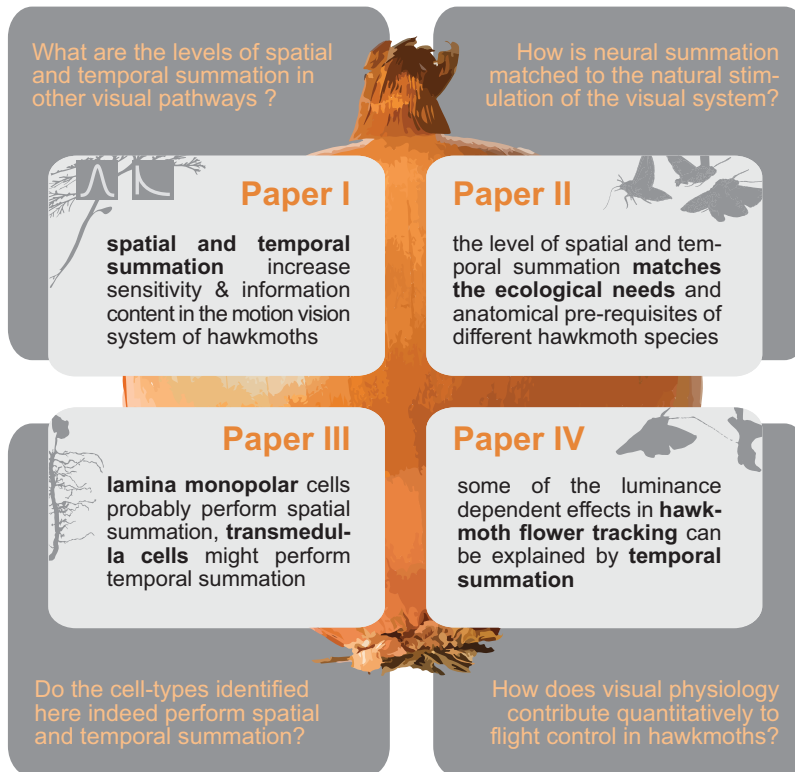 What are the levels of spatial
and temporal summation in
other visual pathways ?
How is neural summation
matched to the natural stim-
ulation of the visual system?
Paper I
spatial and temporal
summation increase
sensitivity & information
content in the motion vision
system of hawkmoths
Paper II
the level of spatial and tem-
poral summation matches
the ecological needs and
anatomical pre-requisites of
different hawkmoth species
Paper III
lamina monopolar cells
probably perform spatial
summation, transmedul-
la cells might perform
temporal summation
Paper IV
some of the luminance
dependent effects in hawk-
moth flower tracking can
be explained by temporal
summation
Do the cell-types identified
here indeed perform spatial
and temporal summation?
How does visual physiology
contribute quantitatively to
flight control in hawkmoths?